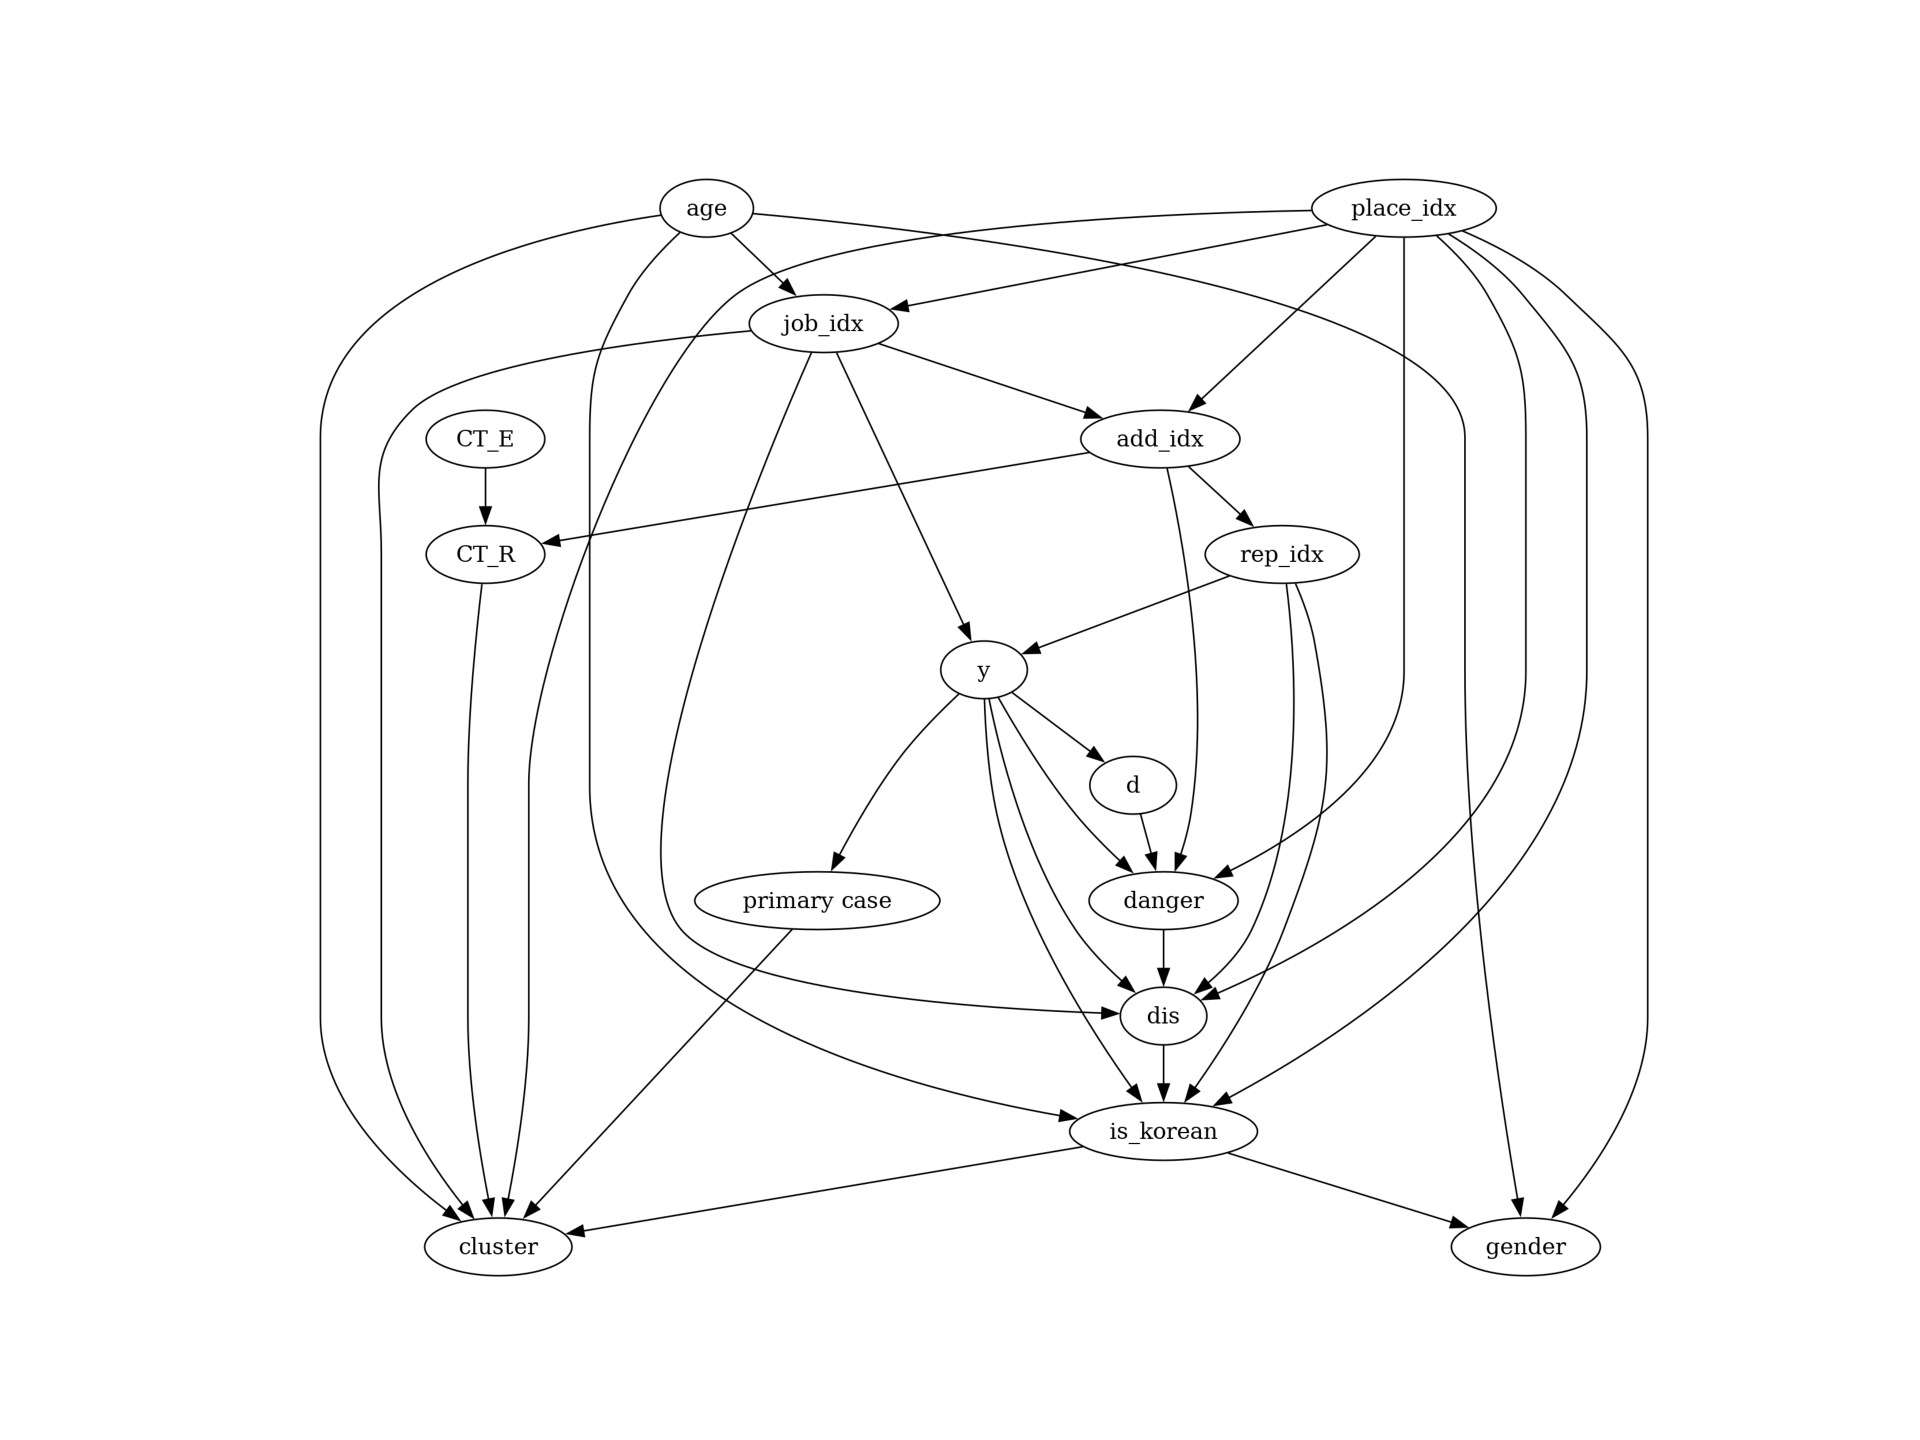 age
place_idx
job_idx
CT_E
add_idx
CT_R
rep_idx
y
d
primary case
danger
dis
is_korean
cluster
gender